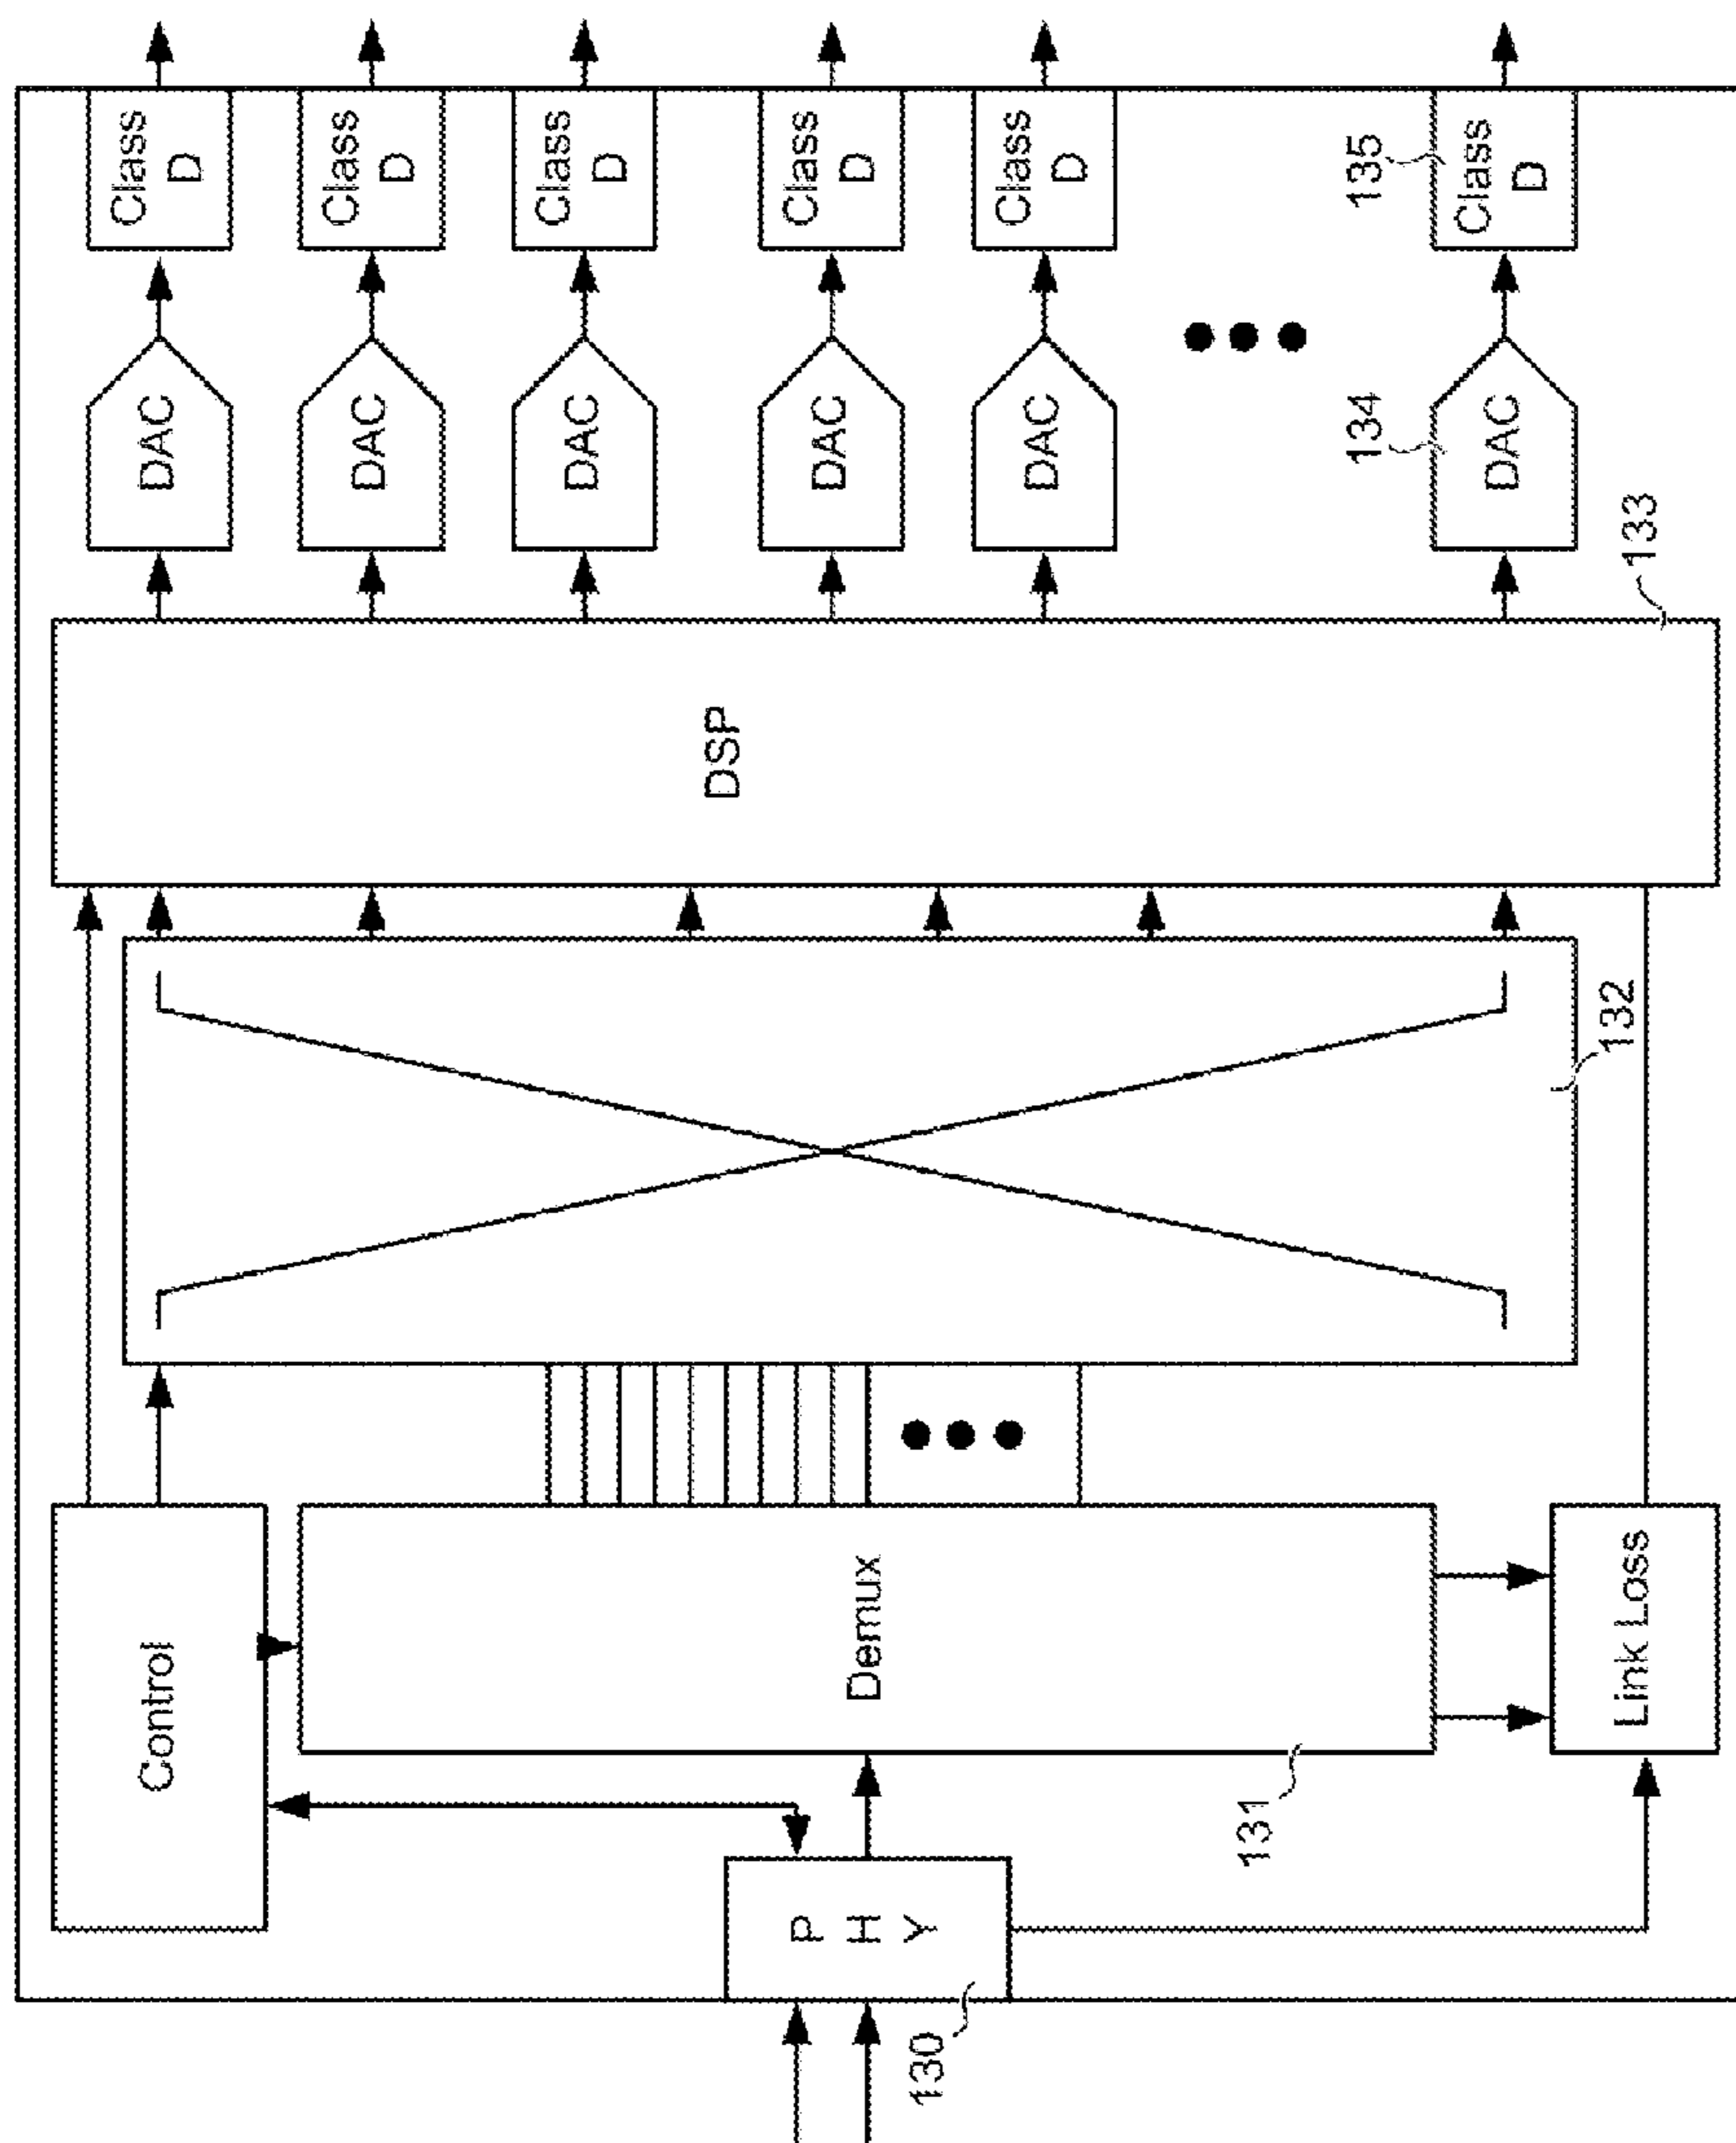 Control
P
H
Y
130
Demux
131
Link Loss
132
DSP
133
DAC
DAC
DAC
DAC
DAC
DAC
134
Class
D
Class
D
Class
D
Class
D
Class
D
Class
D
135